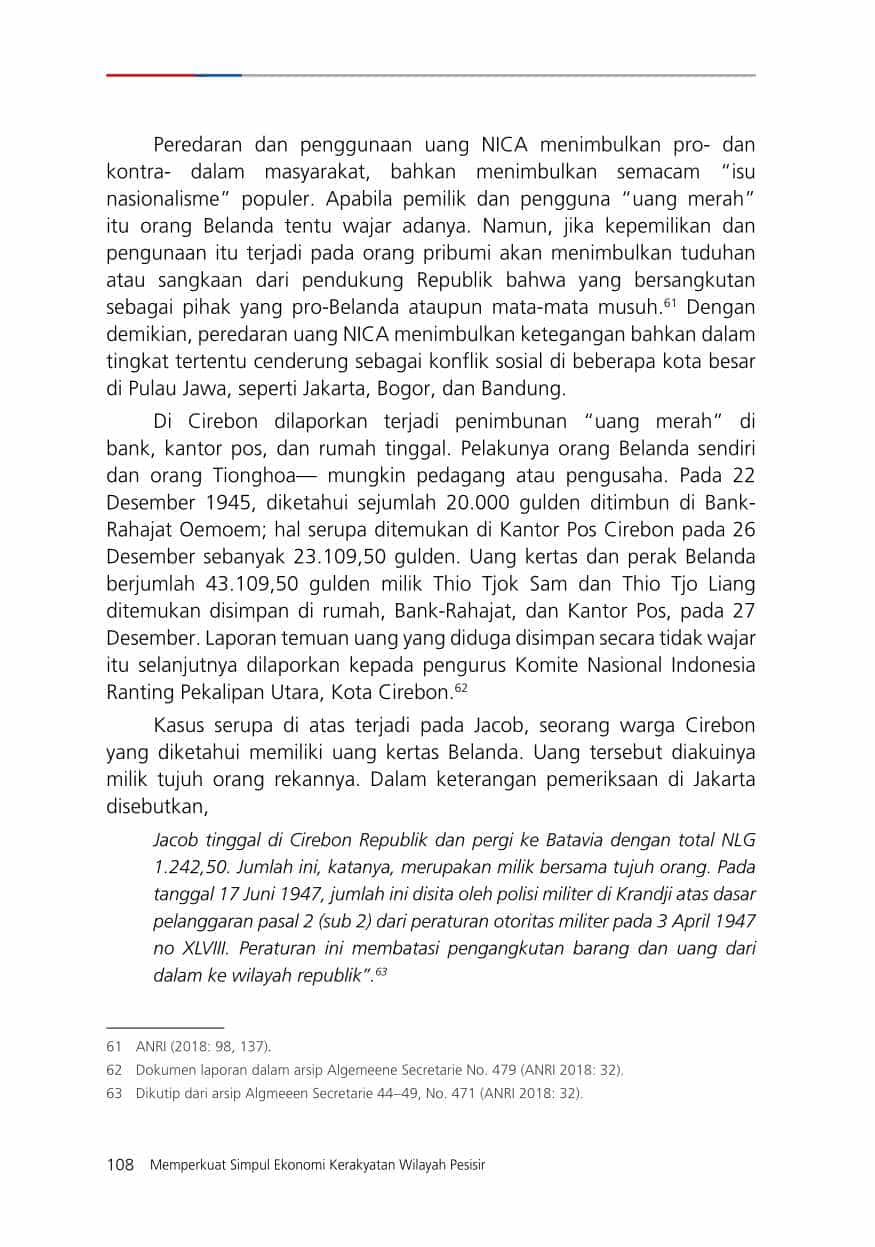 Peredaran dan penggunaan uang NICA menimbulkan pro- dan
kontra- dalam masyarakat, bahkan menimbulkan semacam “isu
nasionalisme” populer. Apabila pemilik dan pengguna “uang merah”
itu orang Belanda tentu wajar adanya. Namun, jika kepemilikan dan
pengunaan itu terjadi pada orang pribumi akan menimbulkan tuduhan
atau sangkaan dari pendukung Republik bahwa yang bersangkutan
sebagai pihak yang pro-Belanda ataupun mata-mata musuh.61 Dengan
demikian, peredaran uang NICA menimbulkan ketegangan bahkan dalam
tingkat tertentu cenderung sebagai konflik sosial di beberapa kota besar
di Pulau Jawa, seperti Jakarta, Bogor, dan Bandung.
Di Cirebon dilaporkan terjadi penimbunan “uang merah” di
bank, kantor pos, dan rumah tinggal. Pelakunya orang Belanda sendiri
dan orang Tionghoa— mungkin pedagang atau pengusaha. Pada 22
Desember 1945, diketahui sejumlah 20.000 gulden ditimbun di Bank-
Rahajat Oemoem; hal serupa ditemukan di Kantor Pos Cirebon pada 26
Desember sebanyak 23.109,50 gulden. Uang kertas dan perak Belanda
berjumlah 43.109,50 gulden milik Thio Tjok Sam dan Thio Tjo Liang
ditemukan disimpan di rumah, Bank-Rahajat, dan Kantor Pos, pada 27
Desember. Laporan temuan uang yang diduga disimpan secara tidak wajar
itu selanjutnya dilaporkan kepada pengurus Komite Nasional Indonesia
Ranting Pekalipan Utara, Kota Cirebon.62
Kasus serupa di atas terjadi pada Jacob, seorang warga Cirebon
yang diketahui memiliki uang kertas Belanda. Uang tersebut diakuinya
milik tujuh orang rekannya. Dalam keterangan pemeriksaan di Jakarta
disebutkan,
Jacob tinggal di Cirebon Republik dan pergi ke Batavia dengan total NLG
1.242,50. Jumlah ini, katanya, merupakan milik bersama tujuh orang. Pada
tanggal 17 Juni 1947, jumlah ini disita oleh polisi militer di Krandji atas dasar
pelanggaran pasal 2 (sub 2) dari peraturan otoritas militer pada 3 April 1947
no XLVIII. Peraturan ini membatasi pengangkutan barang dan uang dari
dalam ke wilayah republik”.63
61 ANRI (2018: 98, 137).
62 Dokumen laporan dalam arsip Algemeene Secretarie No. 479 (ANRI 2018: 32).
63 Dikutip dari arsip Algmeeen Secretarie 44–49, No. 471 (ANRI 2018: 32).
108 Memperkuat Simpul Ekonomi Kerakyatan Wilayah Pesisir